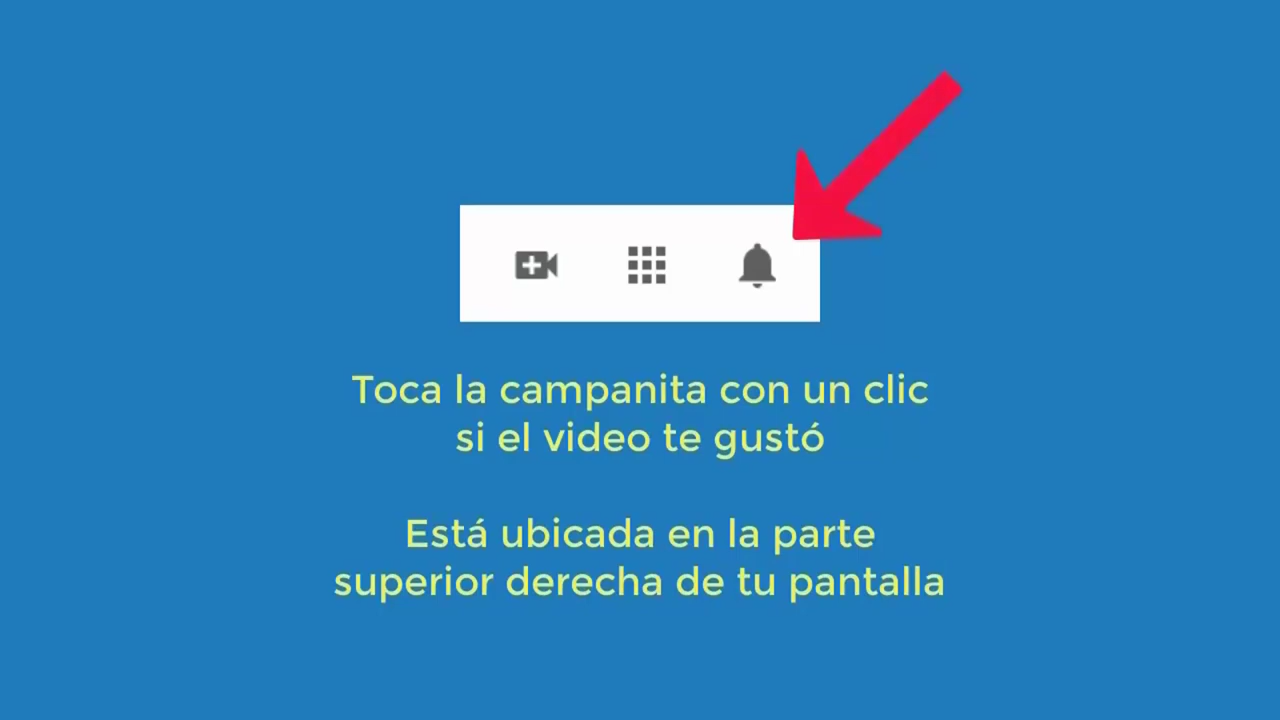 Toca la campanita con un clic
si el video te gustó
Está ubicada en la parte
superior derecha de tu pantalla